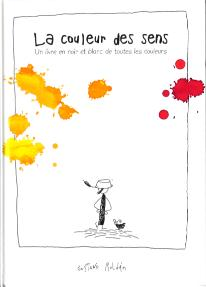 La couleur des sens
Un livre en noir et blanc de toutes les couleurs